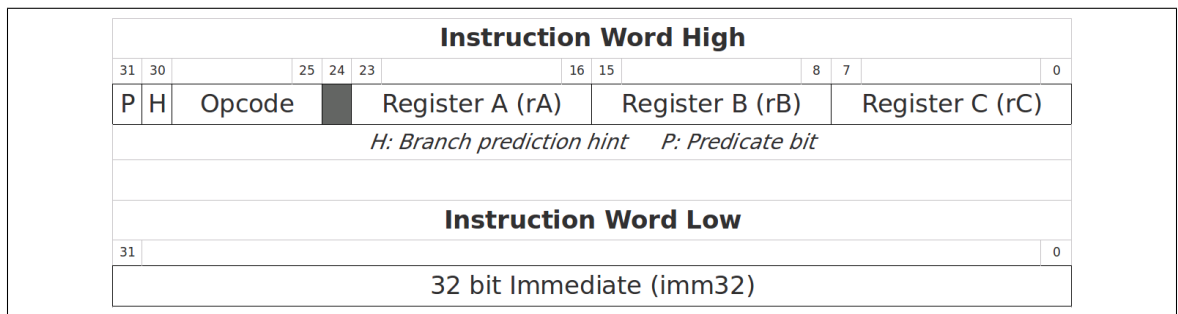 Instruction Word High
31 30 25 24 23 16 15 8 7 0
P H Opcode Register A (rA) Register B (rB) Register C (rC)
H: Branch prediction hint P: Predicate bit
Instruction Word Low
31 0
32 bit Immediate (imm32)